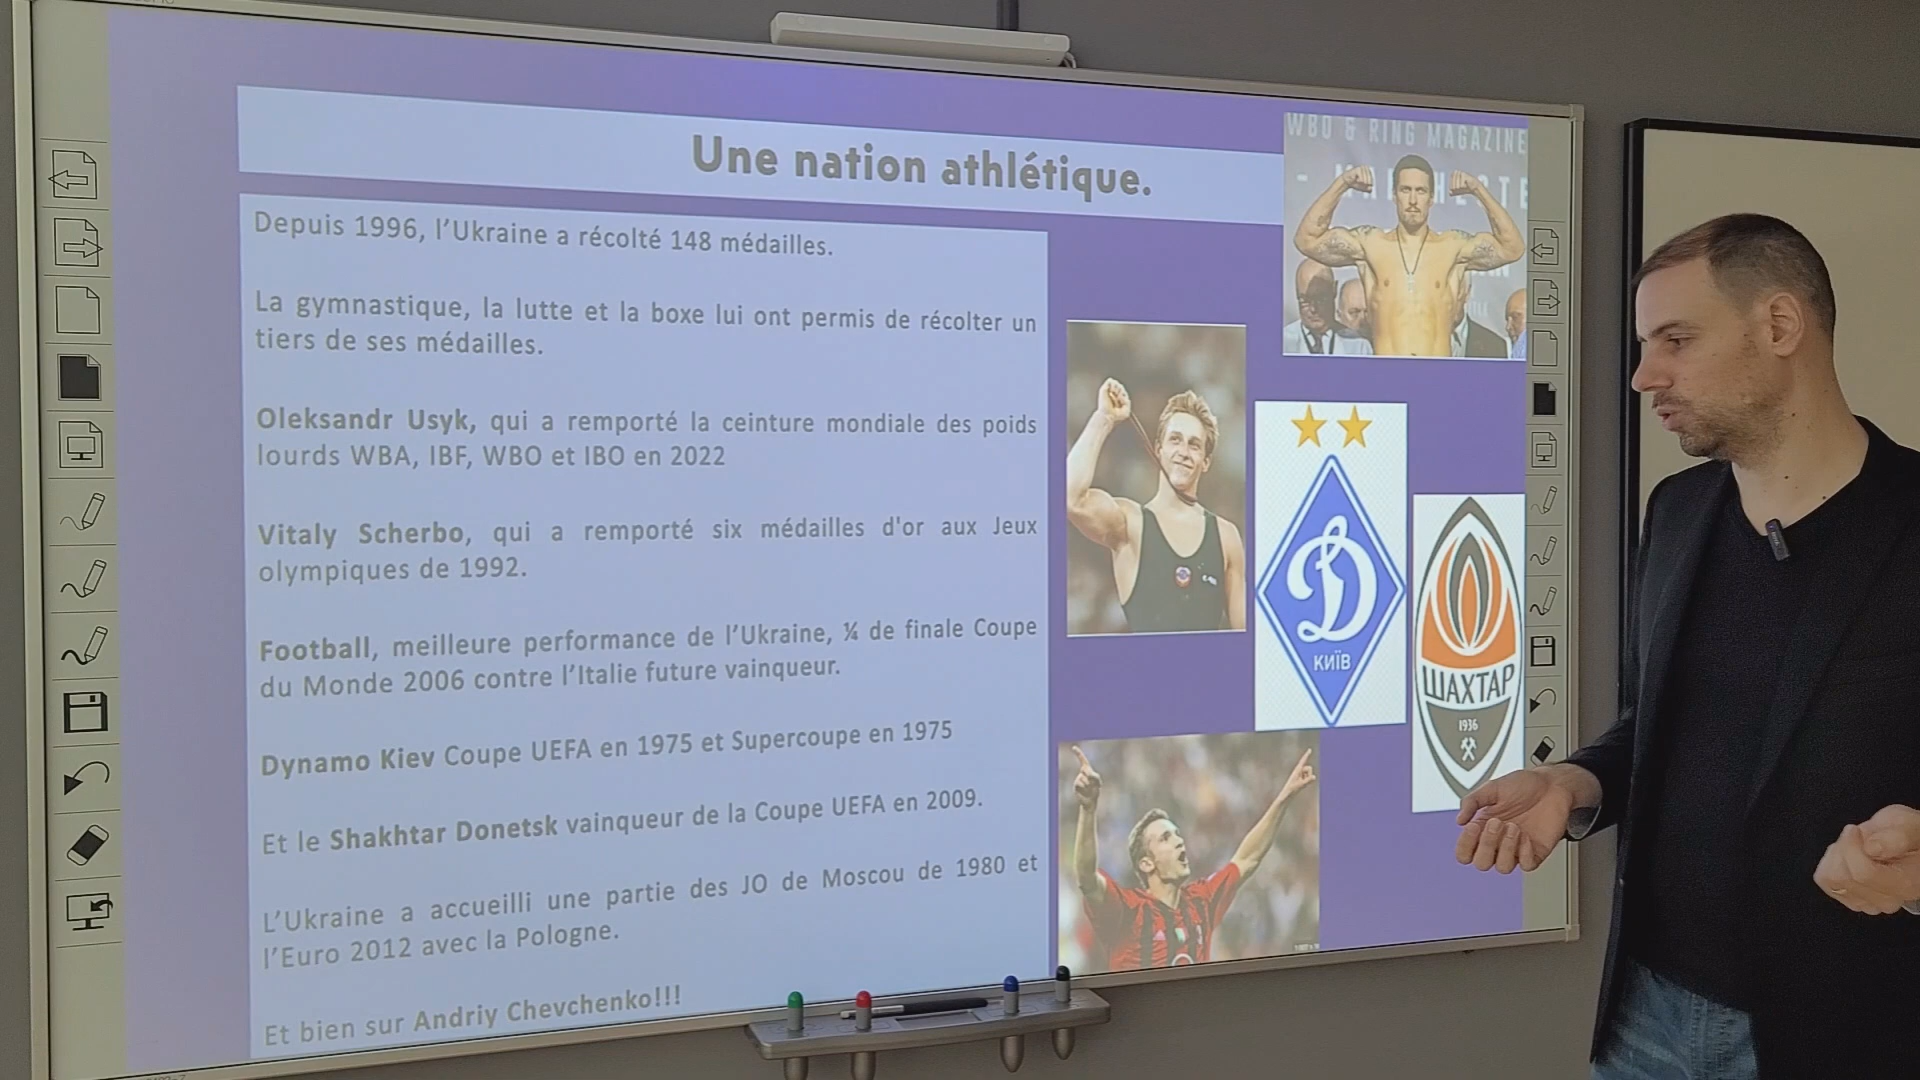 Une nation athlétique.
Depuis 1996, l’Ukraine a récolté 148 médailles.
La gymnastique, la lutte et la boxe lui ont permis de récolter un
tiers de ses médailles.
Oleksandr Usyk, qui a remporté la ceinture mondiale des poids
lourds WBA, IBF, WBO et IBO en 2022
Vitaly Scherbo, qui a remporté six médailles d'or aux Jeux
olympiques de 1992.
Football, meilleure performance de l’Ukraine, ¼ de finale Coupe
du Monde 2006 contre l’Italie future vainqueur.
Dynamo Kiev Coupe UEFA en 1975 et Supercoupe en 1975
Et le Shakhtar Donetsk vainqueur de la Coupe UEFA en 2009.
L’Ukraine a accueilli une partie des JO de Moscou de 1980 et
l’Euro 2012 avec la Pologne.
Et bien sur Andriy Chevchenko!!!
WBO & RING MAGAZINE
Д
КИЇВ
ШАХТАР
1936